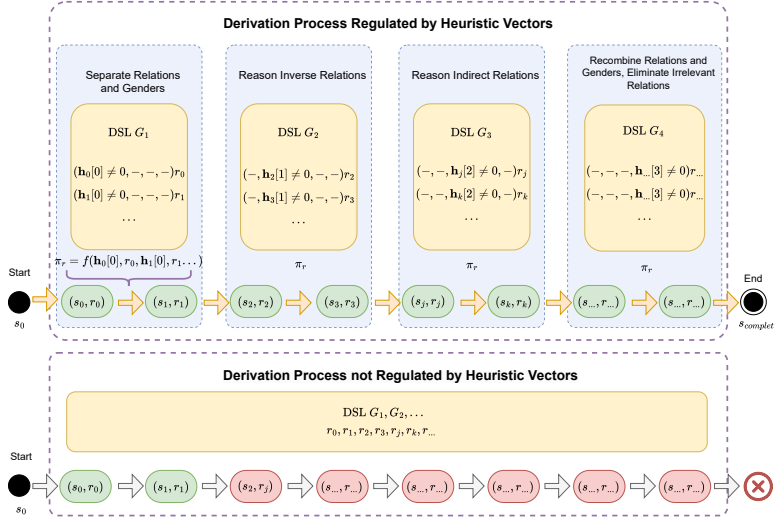 Derivation Process Regulated by Heuristic Vectors
Separate Relations
and Genders
DSL G₁
(h₀[0] ≠ 0, −, −, −)r₀
(h₁[0] ≠ 0, −, −, −)r₁
...
πᵣ = f(h₀[0], r₀, h₁[0], r₁...)
Reason Inverse Relations
DSL G₂
(−, h₂[1] ≠ 0, −, −)r₂
(−, h₃[1] ≠ 0, −, −)r₃
...
πᵣ
Reason Indirect Relations
DSL G₃
(−, −, hⱼ[2] ≠ 0, −)rⱼ
(−, −, hₖ[2] ≠ 0, −)rₖ
...
πᵣ
Recombine Relations and
Genders, Eliminate Irrelevant
Relations
DSL G₄
(−, −, −, h...[3] ≠ 0)r...
(−, −, −, h...[3] ≠ 0)r...
...
πᵣ
Start
s₀
(s₀, r₀) (s₁, r₁) (s₂, r₂) (s₃, r₃) (sⱼ, rⱼ) (sₖ, rₖ) (s..., r...) (s..., r...)
End
s_complet
Derivation Process not Regulated by Heuristic Vectors
DSL G₁, G₂, ...
r₀, r₁, r₂, r₃, rⱼ, rₖ, r...
Start
s₀
(s₀, r₀) (s₁, r₁) (s₂, rⱼ) (s..., r...) (s..., r...) (s..., r...) (s..., r...) (s..., r...)